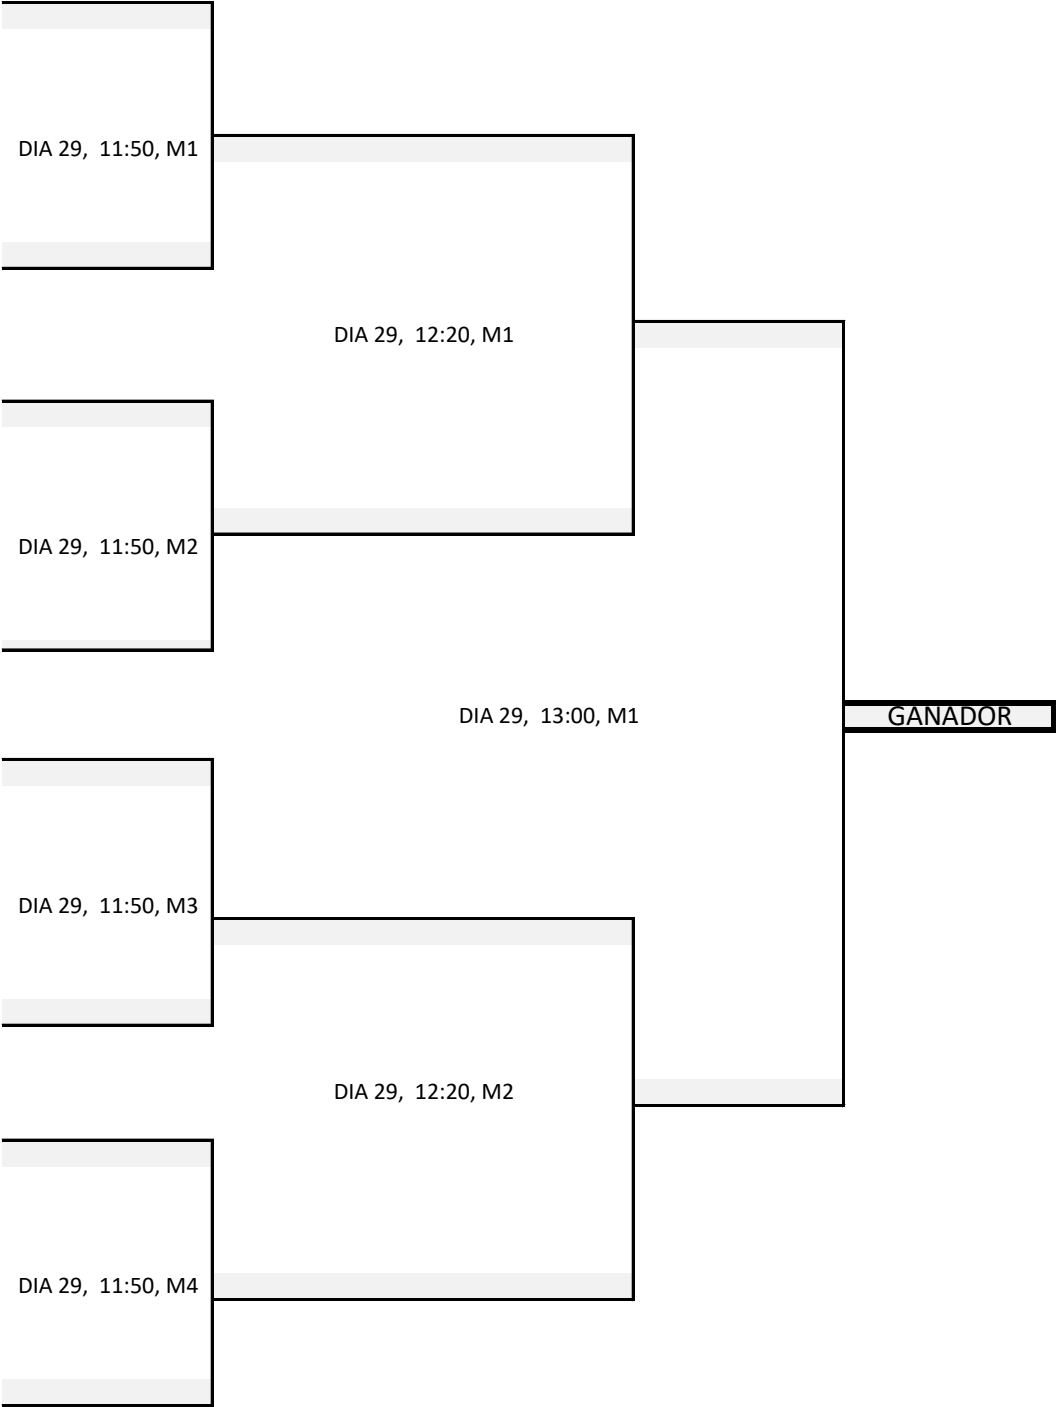 DIA 29,  11:50, M1
DIA 29,  12:20, M1
DIA 29,  11:50, M2
DIA 29,  13:00, M1
GANADOR
DIA 29,  11:50, M3
DIA 29,  12:20, M2
DIA 29,  11:50, M4